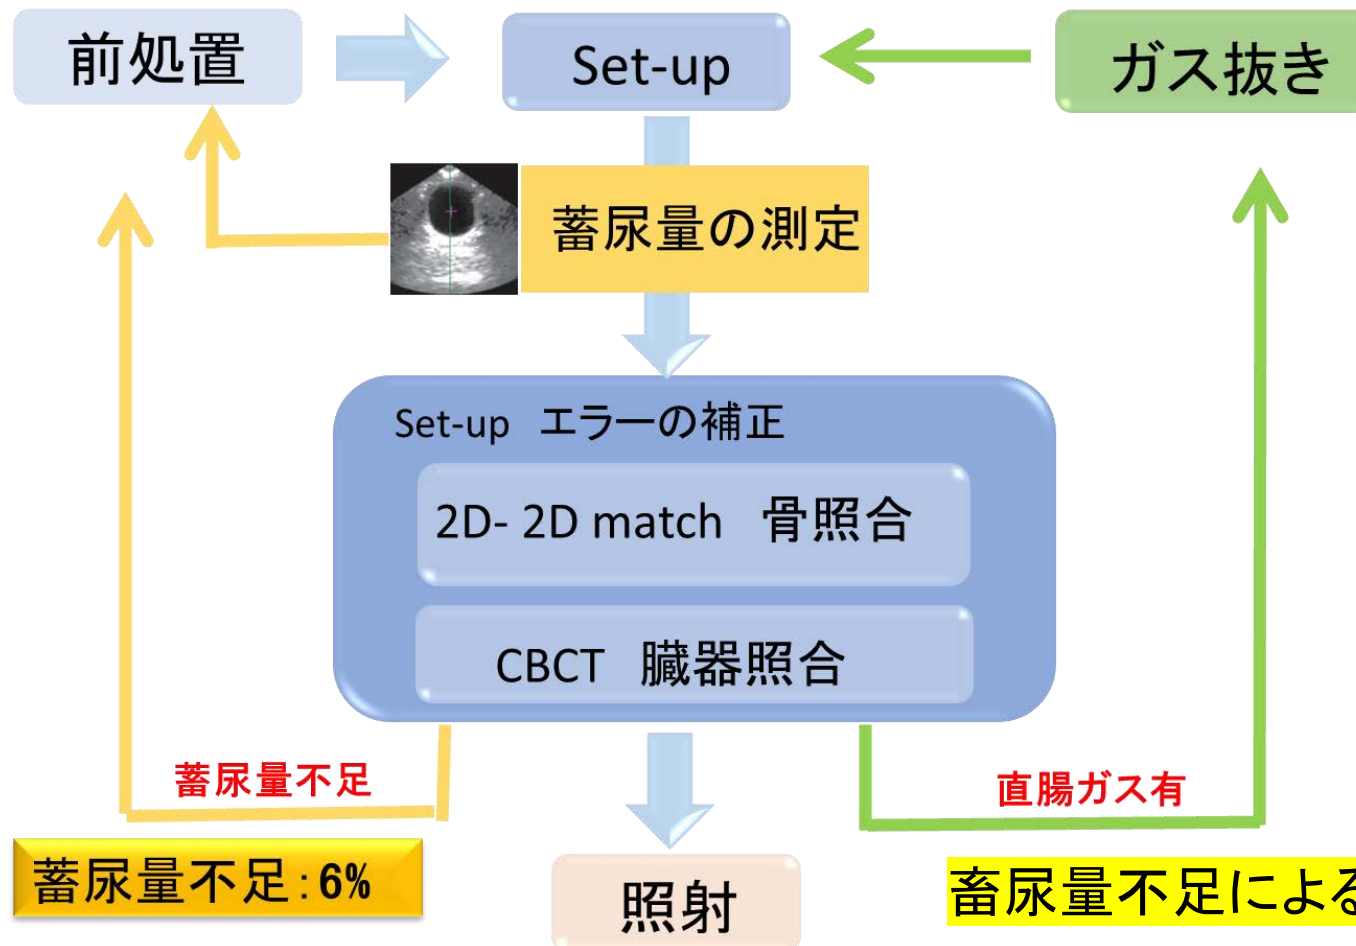 前処置
Set-up
ガス抜き
蓄尿量の測定
Set-up エラーの補正
2D- 2D match 骨照合
CBCT 臓器照合
蓄尿量不足
直腸ガス有
蓄尿量不足:6%
照射
畜尿量不足による